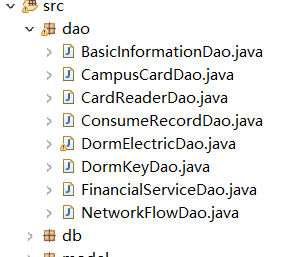 src
dao
BasicInformationDao.java
CampusCardDao.java
CardReaderDao.java
ConsumeRecordDao.java
DormElectricDao.java
DormKeyDao.java
FinancialServiceDao.java
NetworkFlowDao.java
db
model